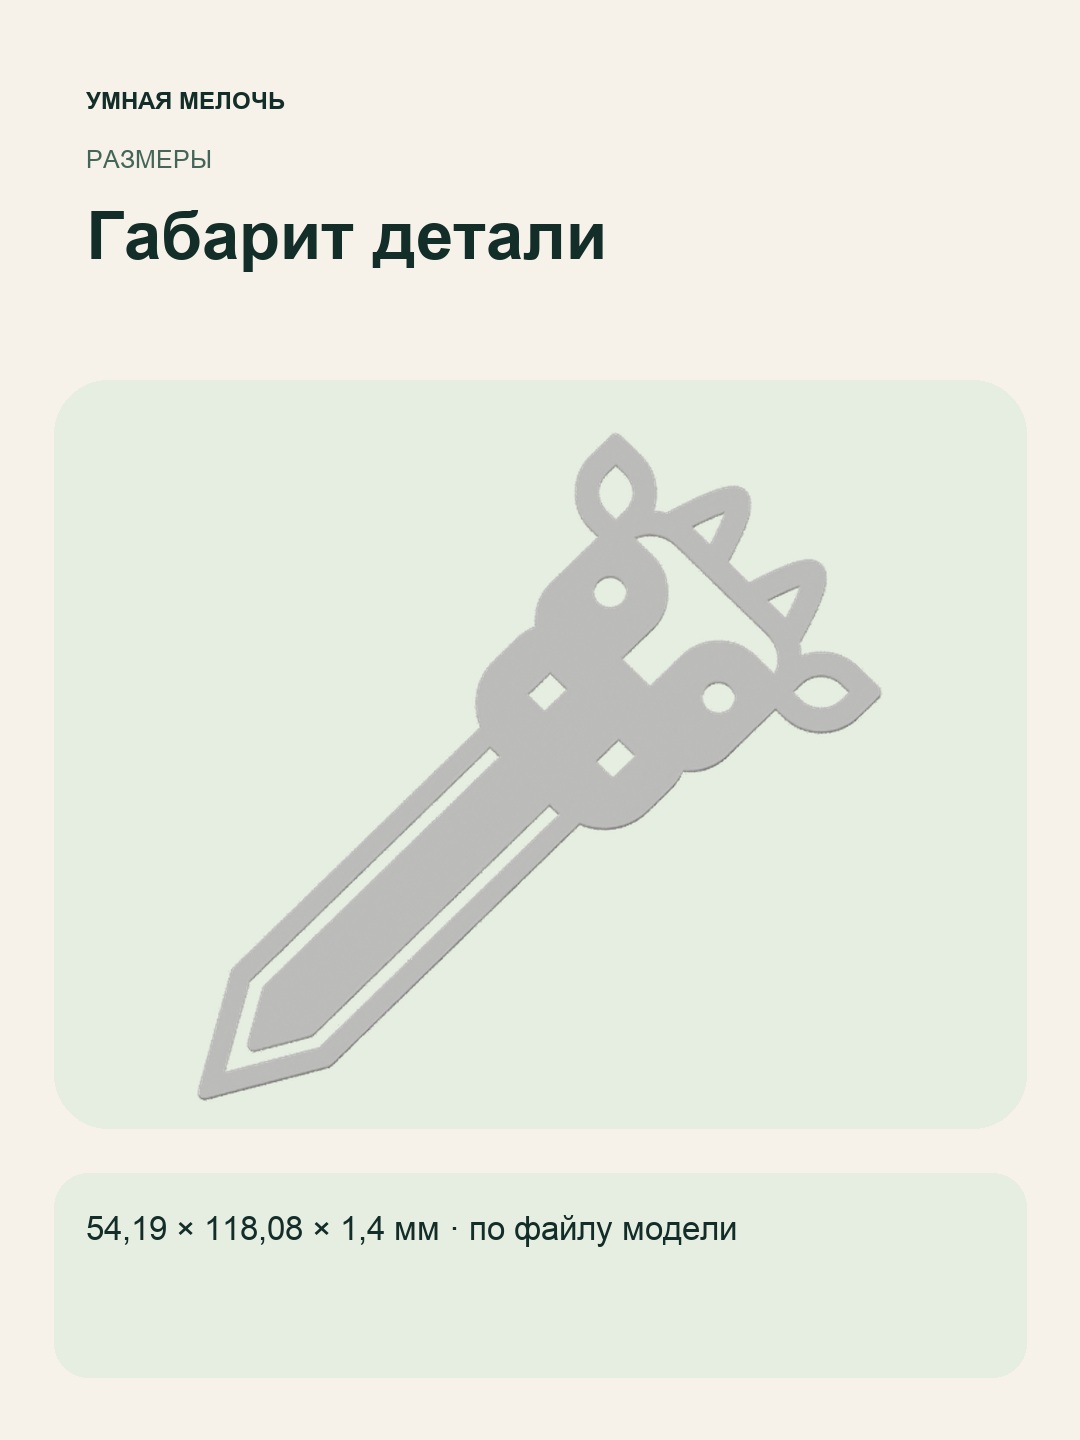 УМНАЯ МЕЛОЧЬ
РАЗМЕРЫ
Габарит детали
54,19 × 118,08 × 1,4 мм · по файлу модели